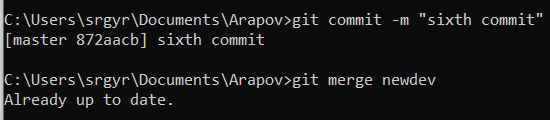 C:\Users\srgyr\Documents\Arapov>git commit -m "sixth commit"
[master 872aacb] sixth commit
C:\Users\srgyr\Documents\Arapov>git merge newdev
Already up to date.